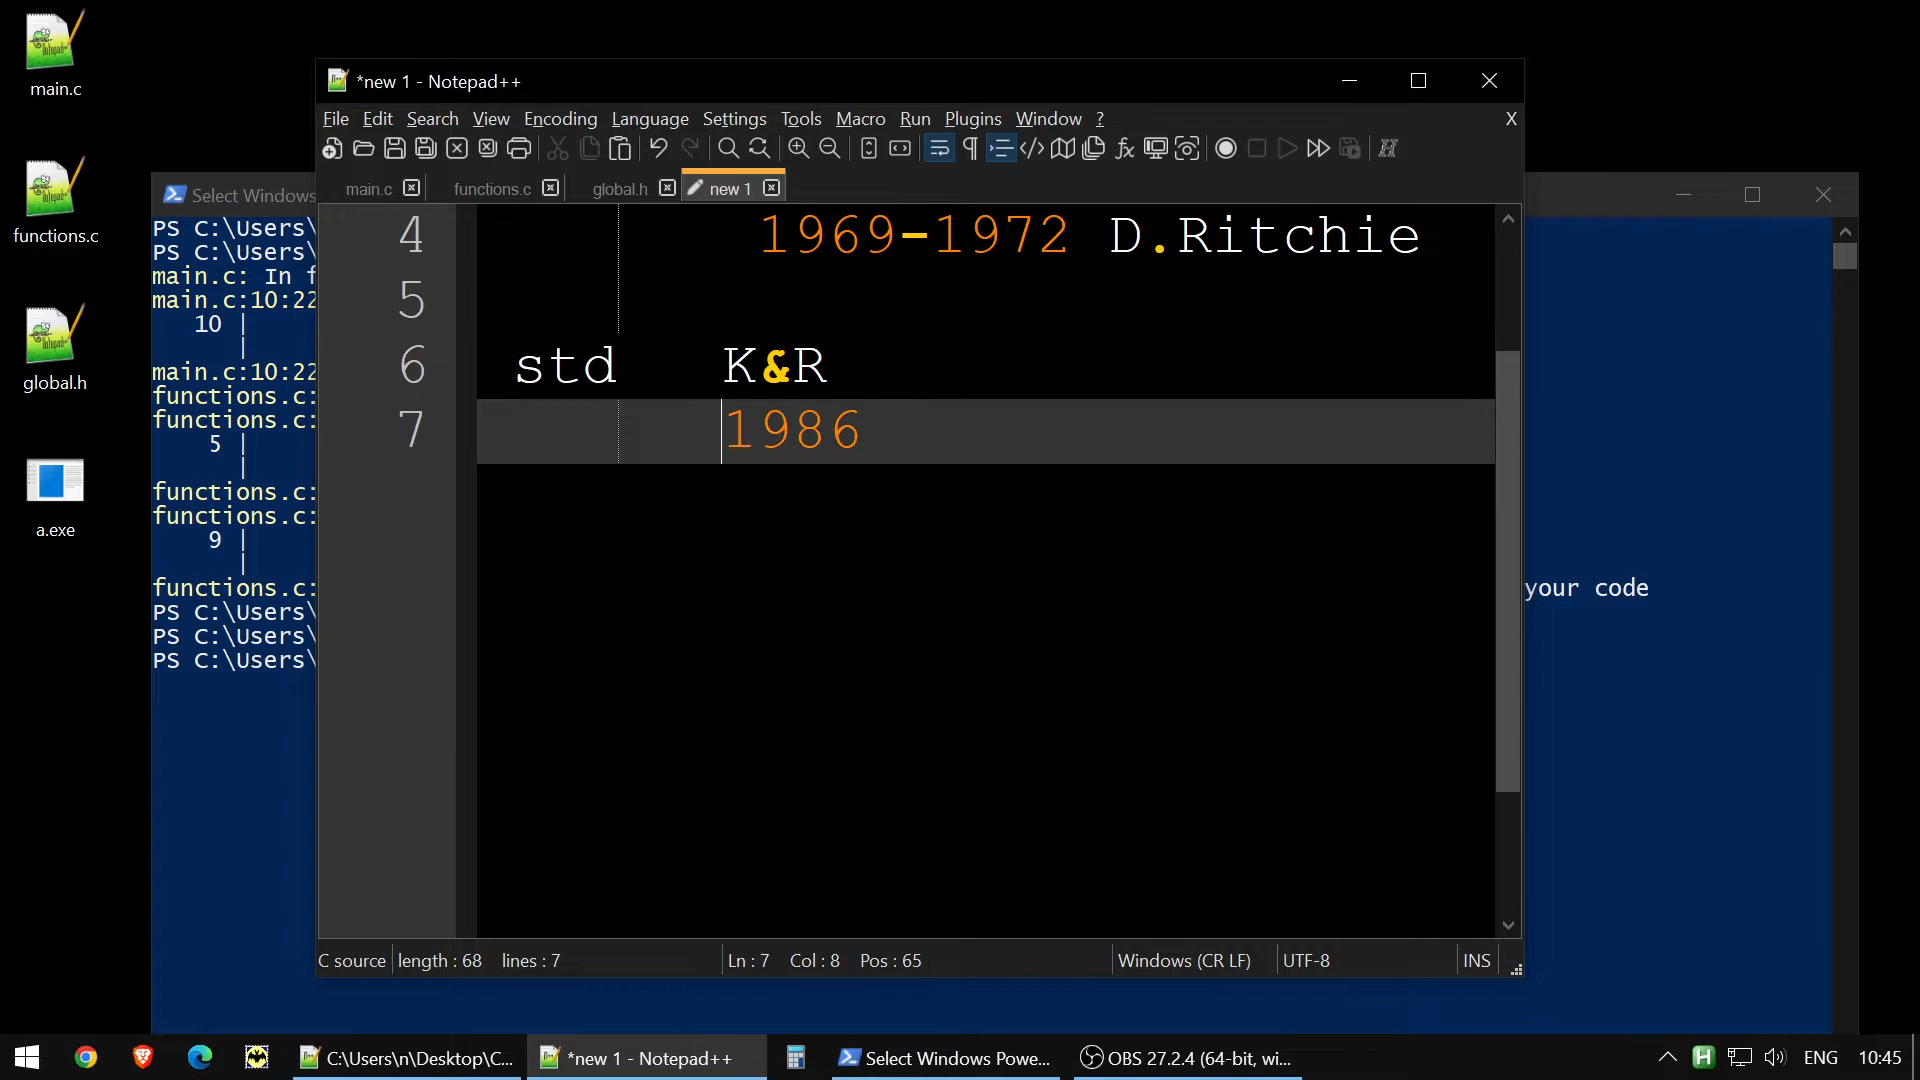 main.c
functions.c
global.h
a.exe
*new 1 - Notepad++
File Edit Search View Encoding Language Settings Tools Macro Run Plugins Window ? X
main.c functions.c global.h new 1
4 1969-1972 D.Ritchie
5
6 std K&R
7 1986
C source length : 68 lines : 7 Ln : 7 Col : 8 Pos : 65 Windows (CR LF) UTF-8 INS
Select Windows
PS C:\Users\
PS C:\Users\
main.c: In f
main.c:10:22
10 |
|
main.c:10:22
functions.c:
functions.c:
5 |
|
functions.c:
functions.c:
9 |
|
functions.c: your code
PS C:\Users\
PS C:\Users\
PS C:\Users\
C:\Users\n\Desktop\C... *new 1 - Notepad++ Select Windows Powe... OBS 27.2.4 (64-bit, wi... ENG 10:45